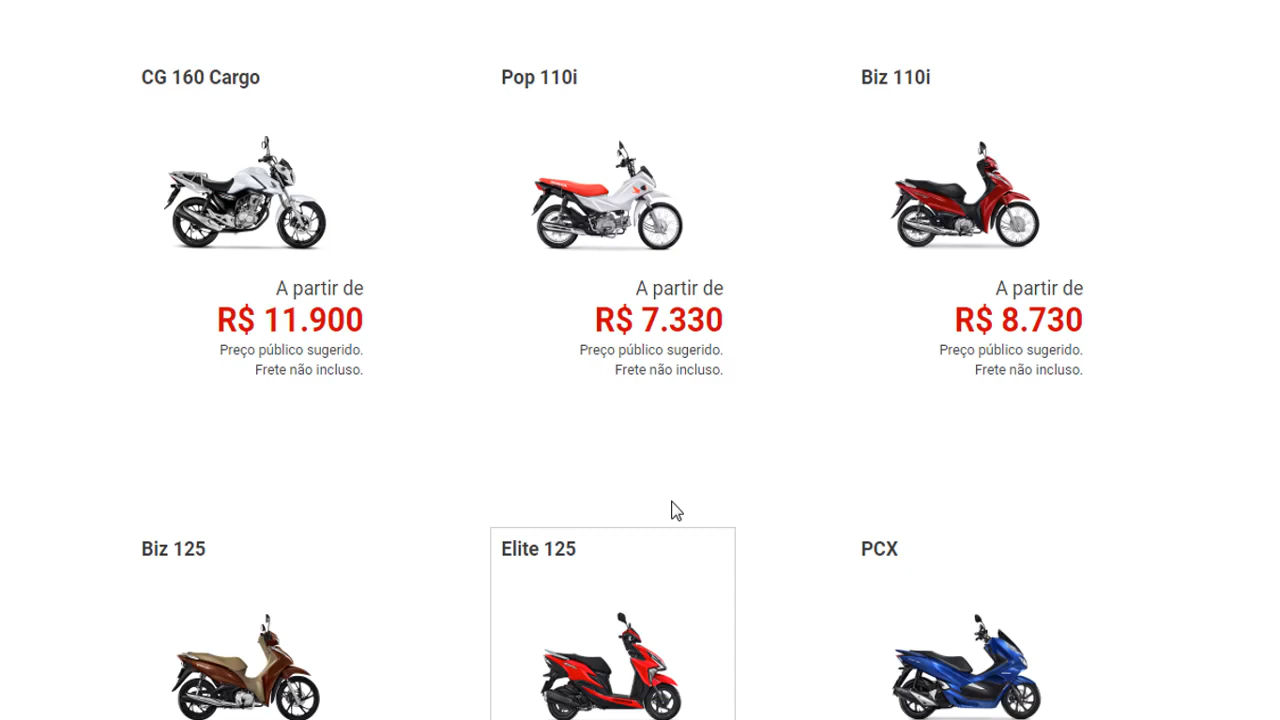 CG 160 Cargo
Pop 110i
Biz 110i
A partir de
R$ 11.900
Preço público sugerido.
Frete não incluso.
A partir de
R$ 7.330
Preço público sugerido.
Frete não incluso.
A partir de
R$ 8.730
Preço público sugerido.
Frete não incluso.
Biz 125
Elite 125
PCX